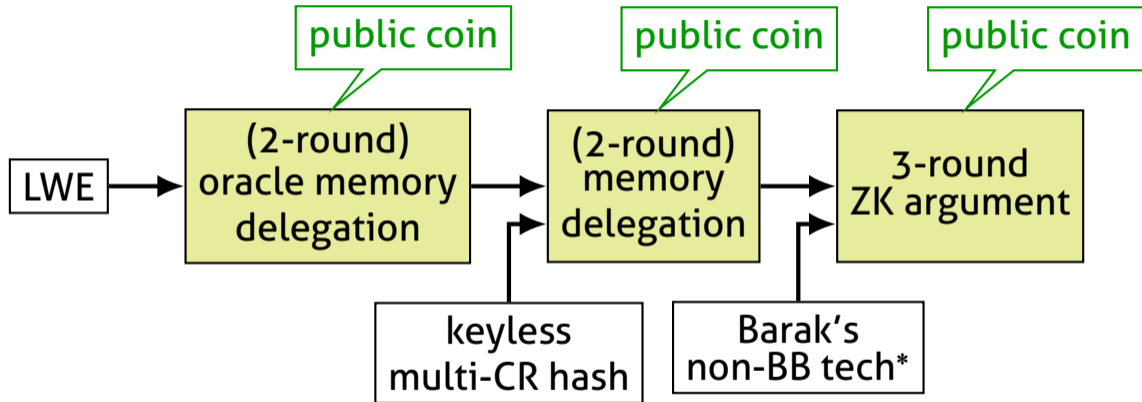 public coin
public coin
public coin
LWE
(2-round)
oracle memory
delegation
(2-round)
memory
delegation
3-round
ZK argument
keyless
multi-CR hash
Barak's
non-BB tech*